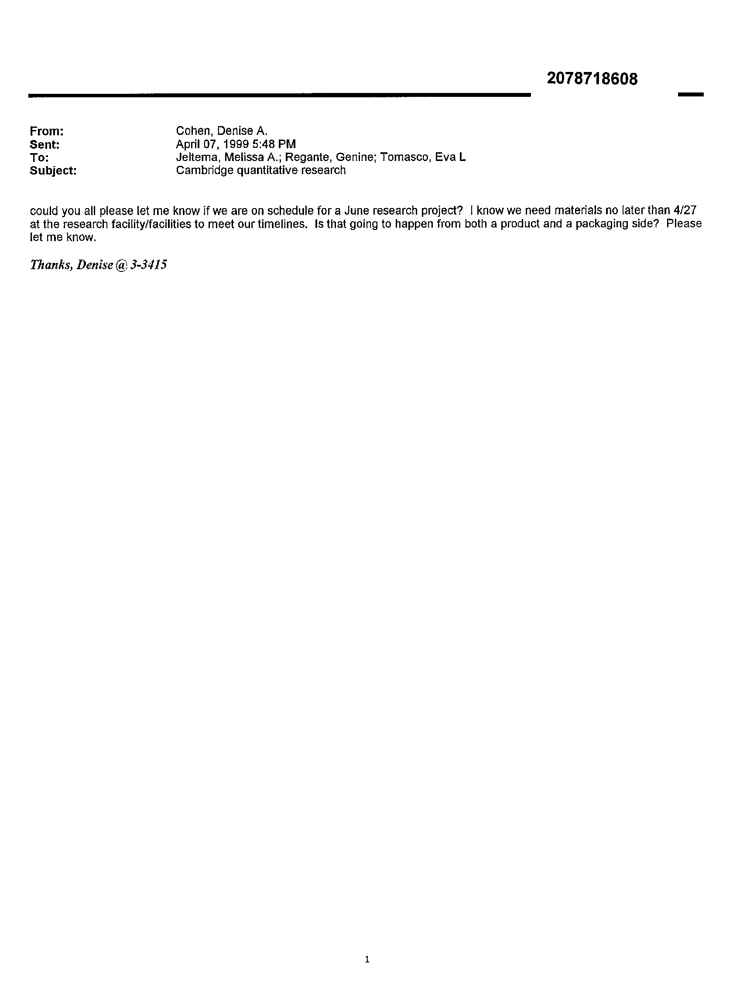 2078718608
From: Cohen, Denise A.
Sent: April 07, 1999 5:48 PM
To: Jeltema, Melissa A.; Regante, Genine; Tomasco, Eva L
Subject: Cambridge quantitative research
could you all please let me know if we are on schedule for a June research project? I know we need materials no later than 4/27
at the research facility/facilities to meet our timelines. Is that going to happen from both a product and a packaging side? Please
let me know.
Thanks, Denise @ 3-3415
1